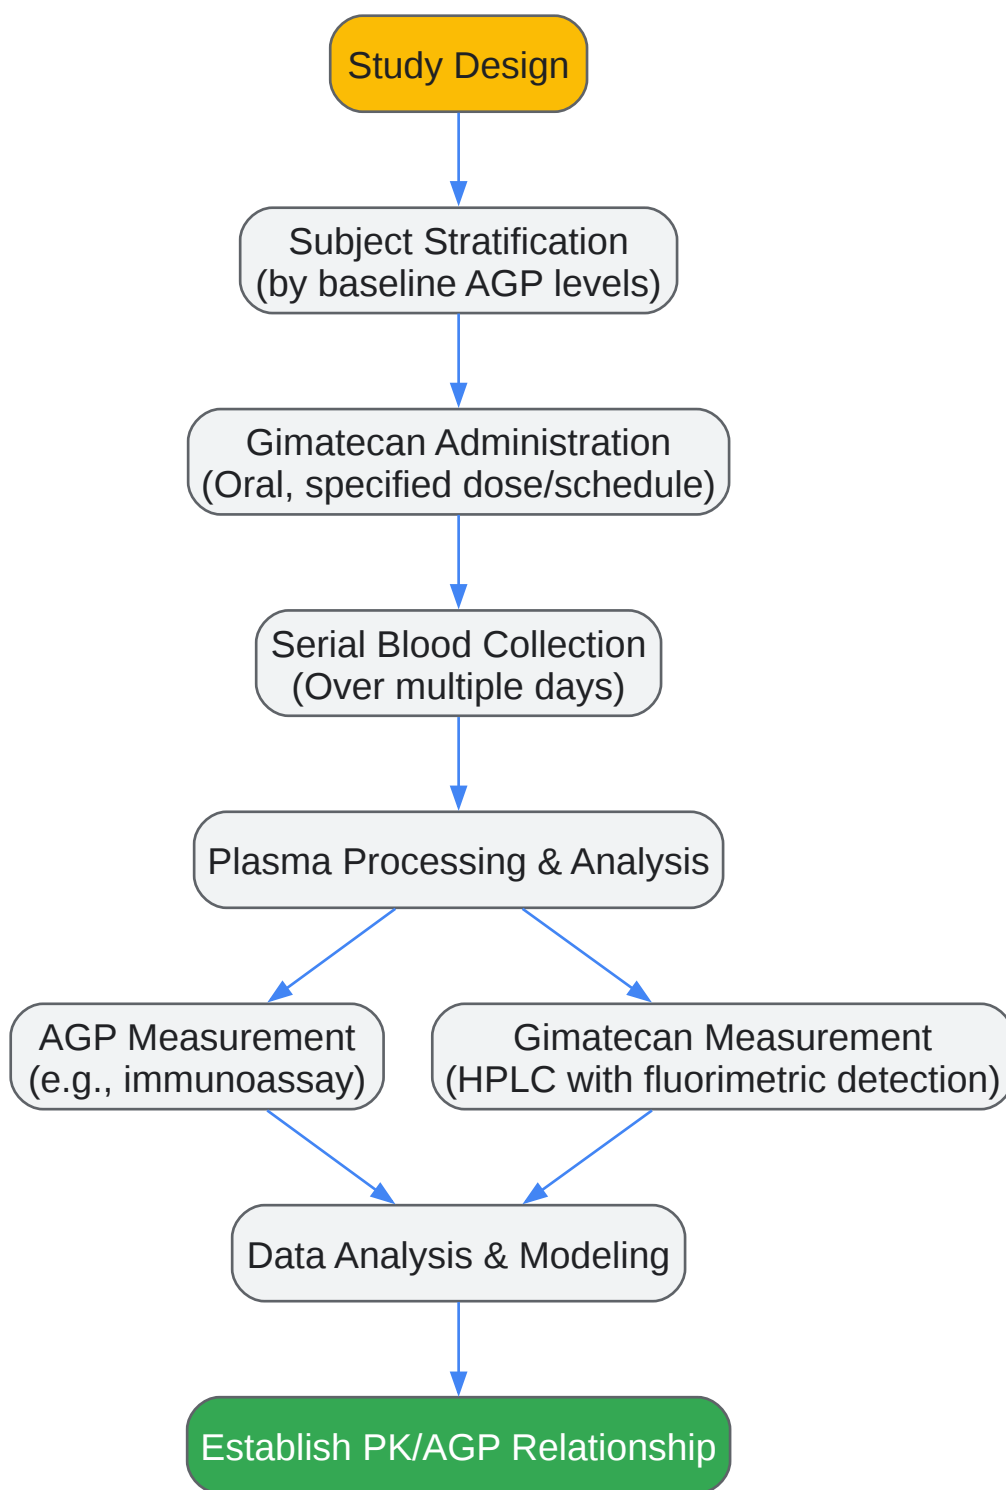 Study Design
Subject Stratification
(by baseline AGP levels)
Gimatecan Administration
(Oral, specified dose/schedule)
Serial Blood Collection
(Over multiple days)
Plasma Processing & Analysis
AGP Measurement
(e.g., immunoassay)
Gimatecan Measurement
(HPLC with fluorimetric detection)
Data Analysis & Modeling
Establish PK/AGP Relationship